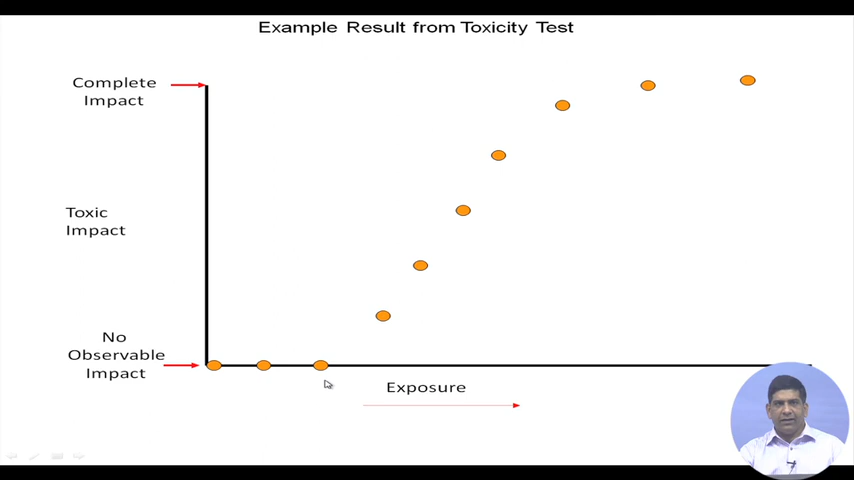 Example Result from Toxicity Test
Complete
Impact
Toxic
Impact
No
Observable
Impact
Exposure